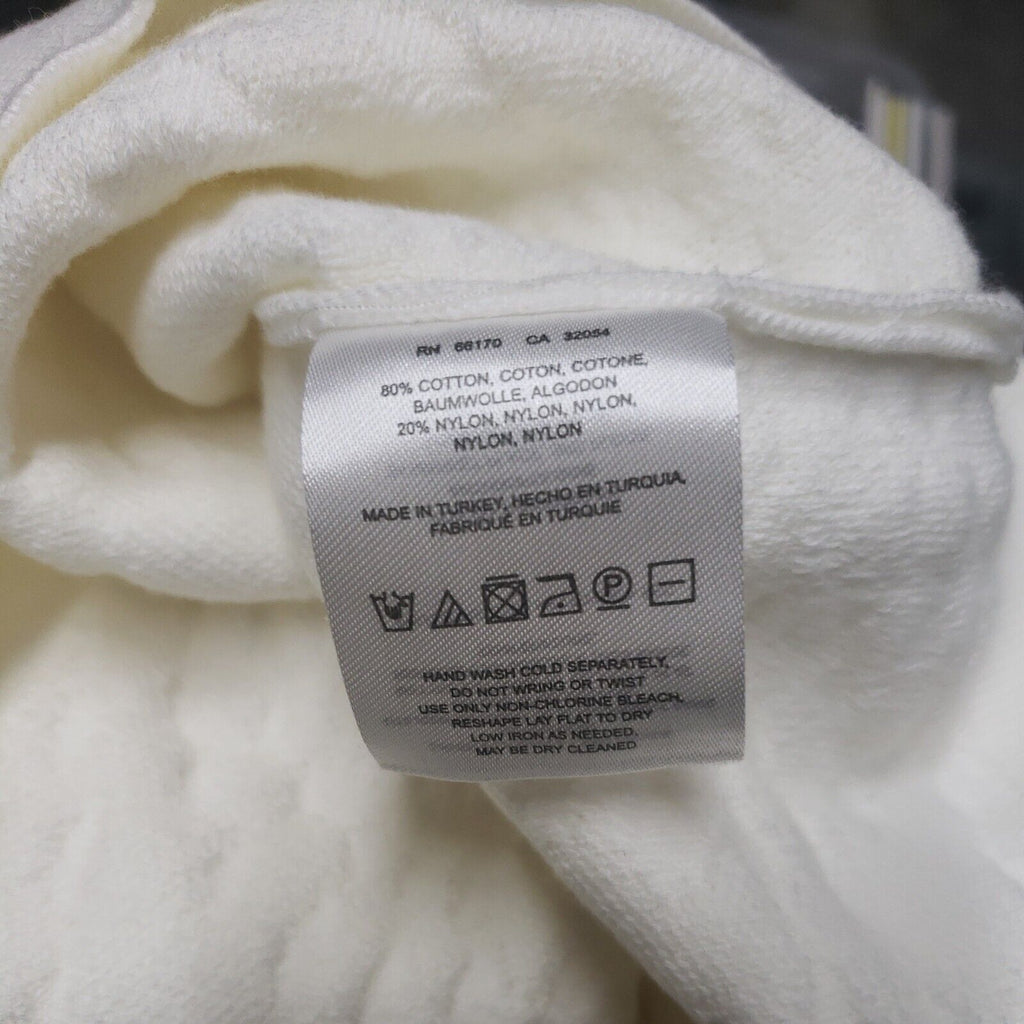 RN 66170 CA 32054
80% COTTON, COTON, COTONE,
BAUMWOLLE, ALGODON
20% NYLON, NYLON, NYLON,
NYLON, NYLON
MADE IN TURKEY, HECHO EN TURQUIA,
FABRIQUÉ EN TURQUIE
P
HAND WASH COLD SEPARATELY,
DO NOT WRING OR TWIST
USE ONLY NON-CHLORINE BLEACH,
RESHAPE LAY FLAT TO DRY
LOW IRON AS NEEDED.
MAY BE DRY CLEANED